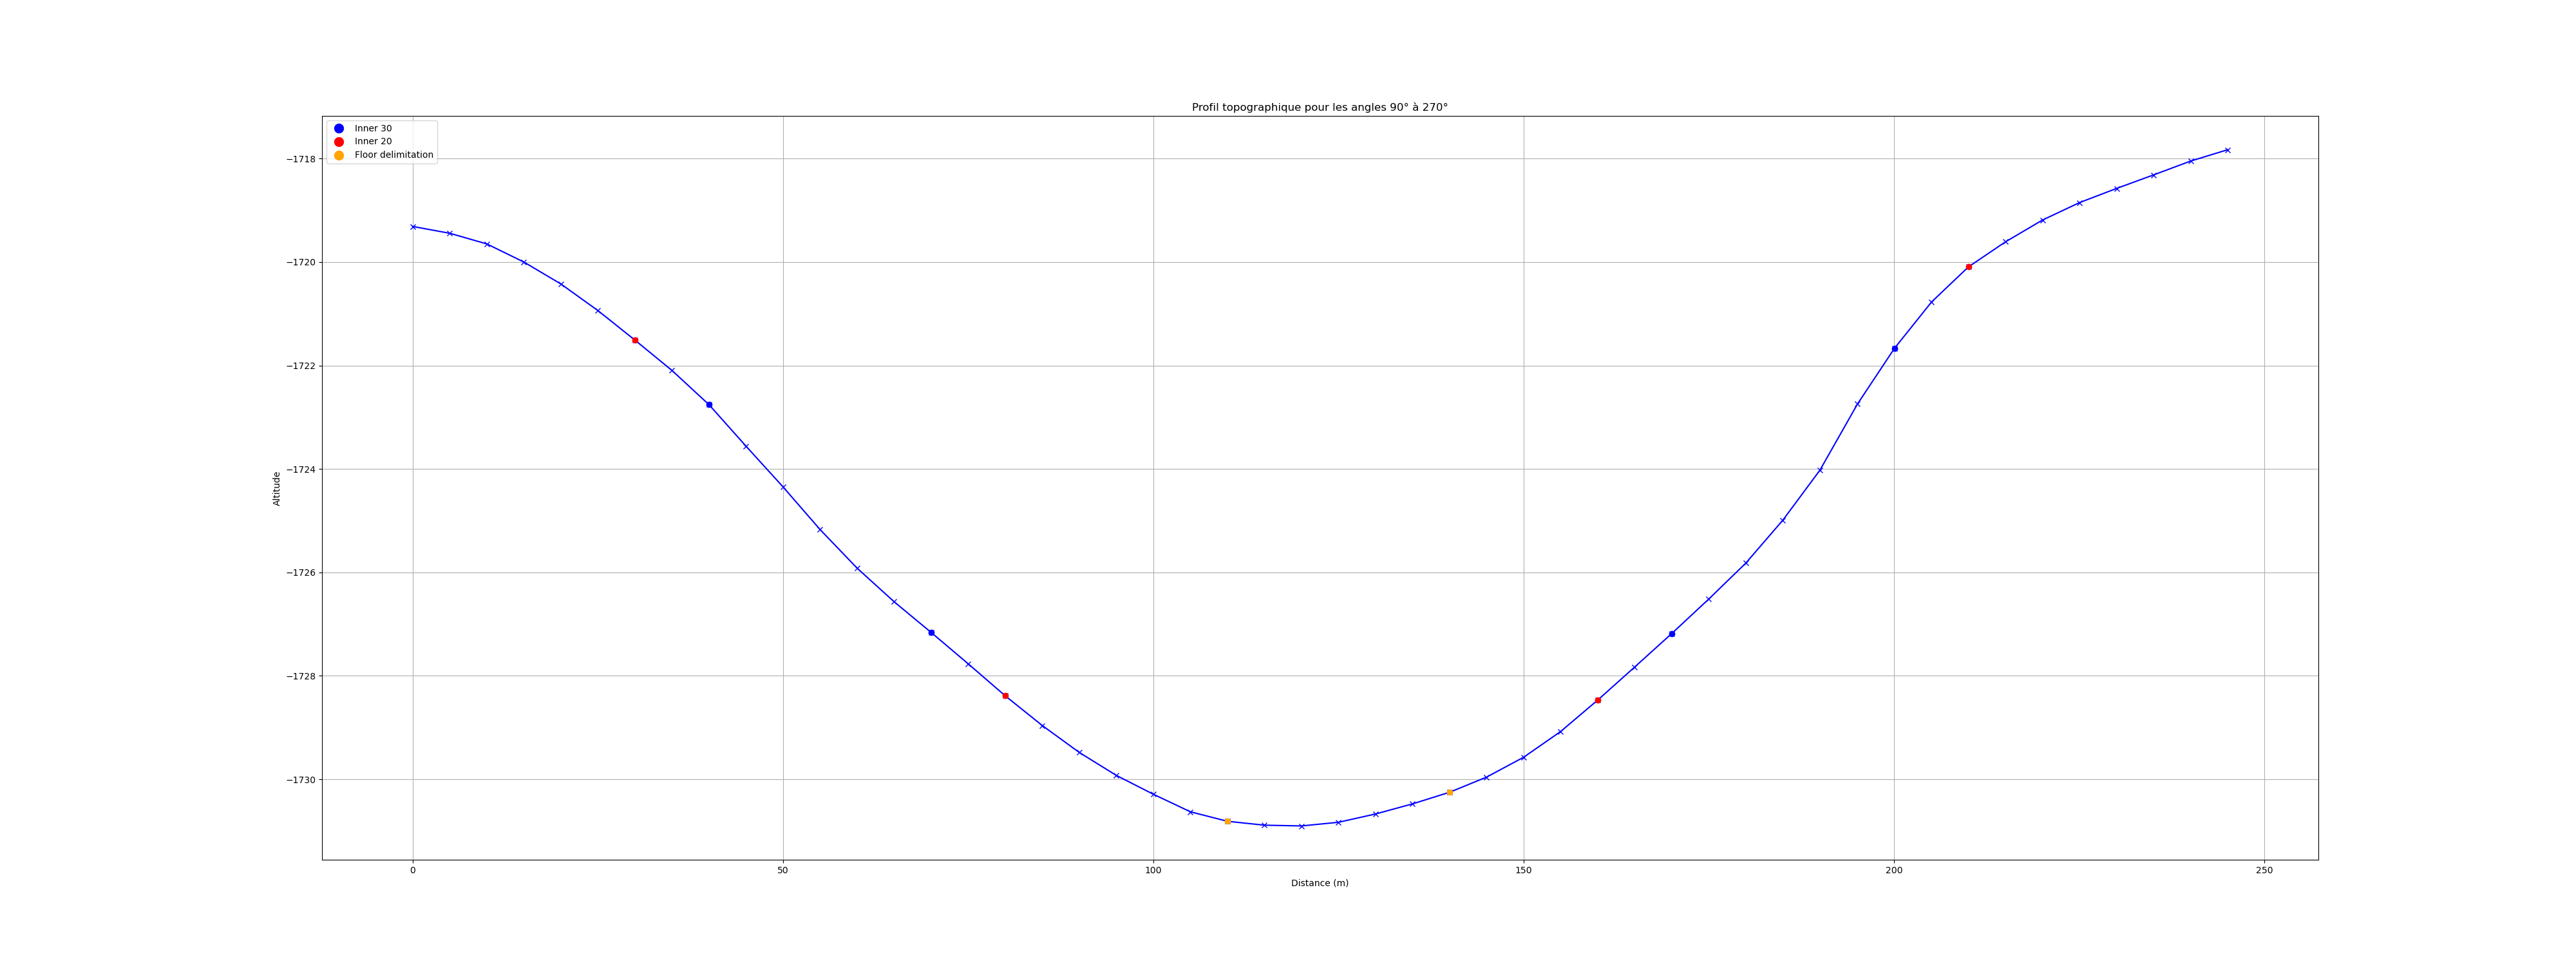 Profil topographique pour les angles 90° à 270°
Inner 30
Inner 20
Floor delimitation
−1718
−1720
−1722
−1724
−1726
−1728
−1730
Altitude
0 50 100 150 200 250
Distance (m)